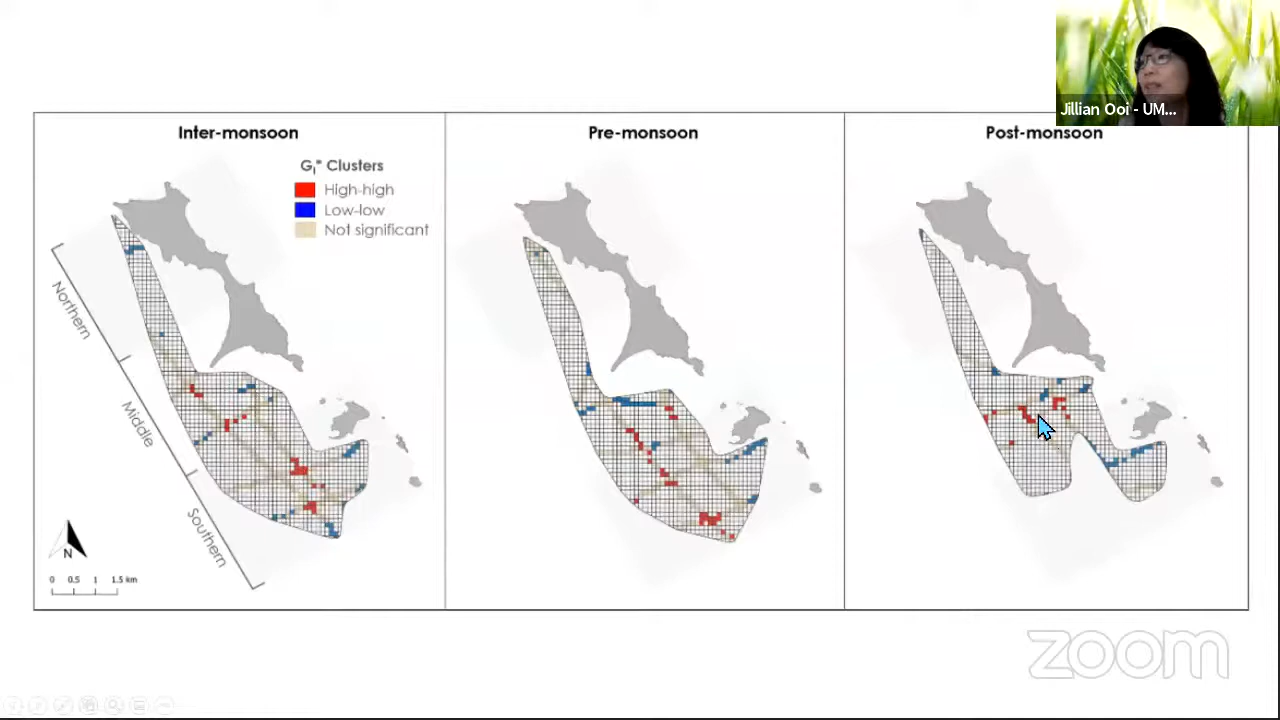 Jillian Ooi - UM...
Inter-monsoon
Pre-monsoon
Post-monsoon
Gi* Clusters
High-high
Low-low
Not significant
Northern
Middle
Southern
N
0 0.5 1 1.5 km
zoom